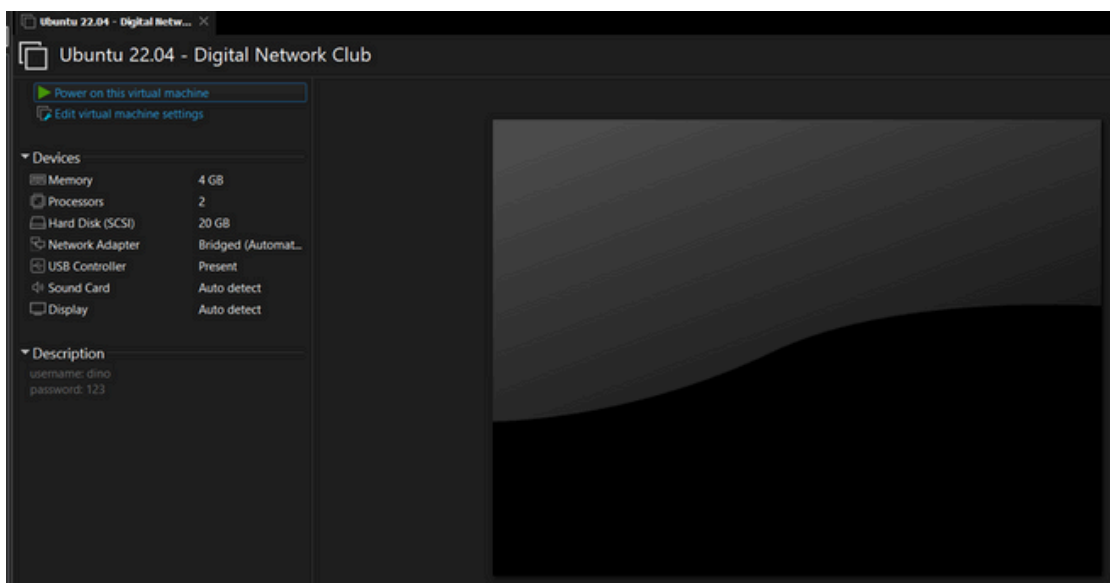 Ubuntu 22.04 - Digital Netw...
Ubuntu 22.04 - Digital Network Club
Power on this virtual machine
Edit virtual machine settings
Devices
Memory 4 GB
Processors 2
Hard Disk (SCSI) 20 GB
Network Adapter Bridged (Automat...
USB Controller Present
Sound Card Auto detect
Display Auto detect
Description
username: dino
password: 123